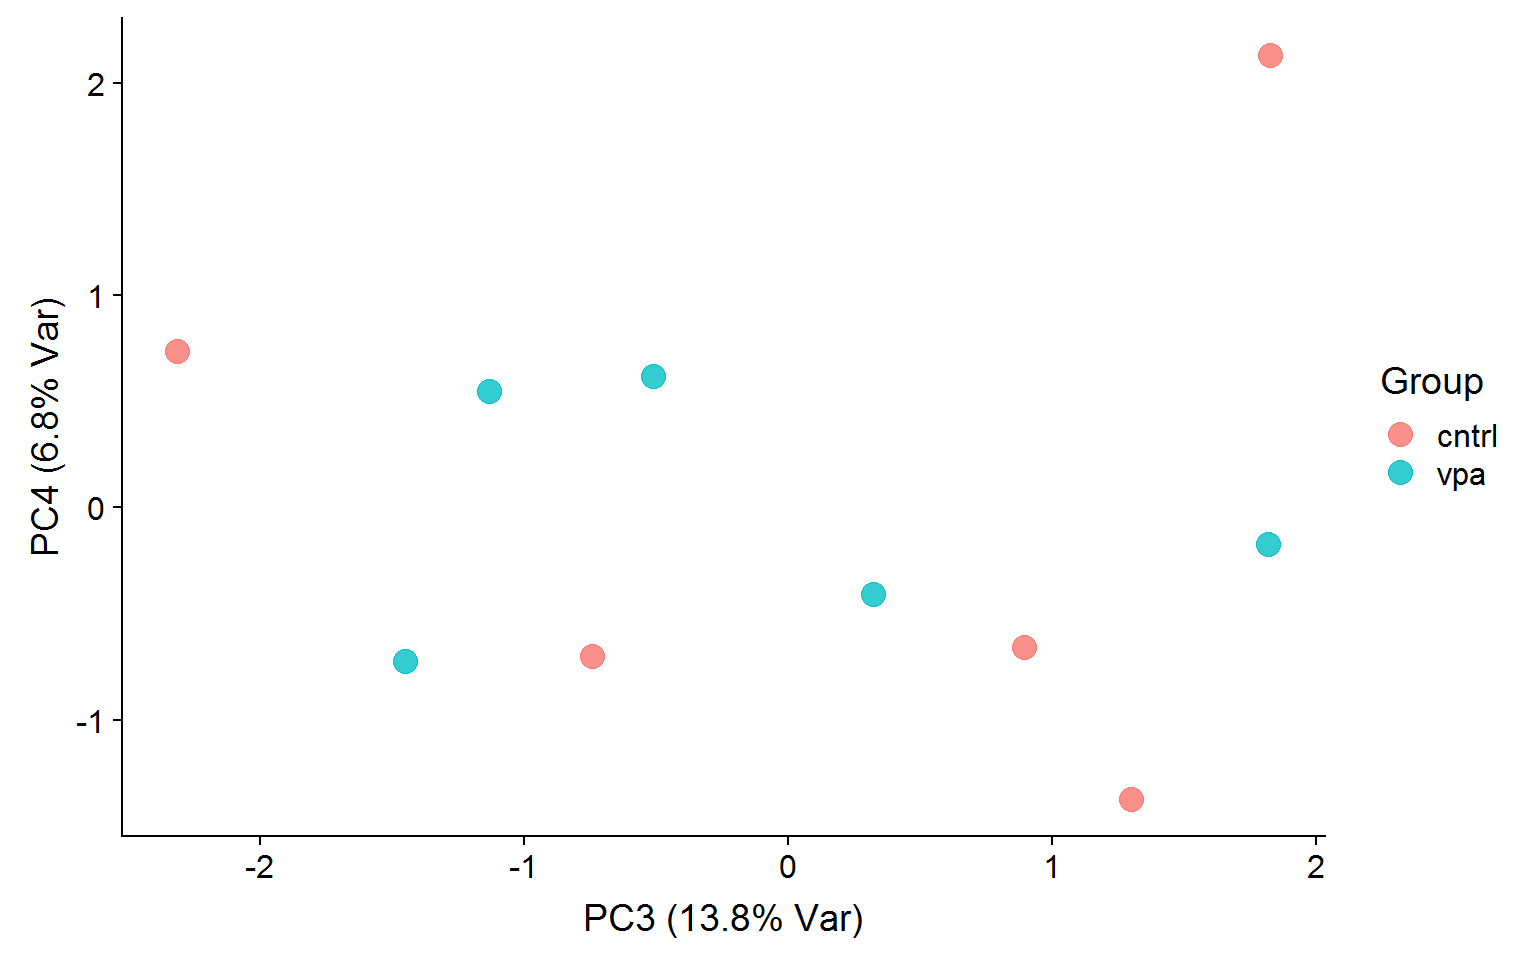 2
1
0
-1
PC4 (6.8% Var)
-2
-1
0
1
2
PC3 (13.8% Var)
Group
cntrl
vpa